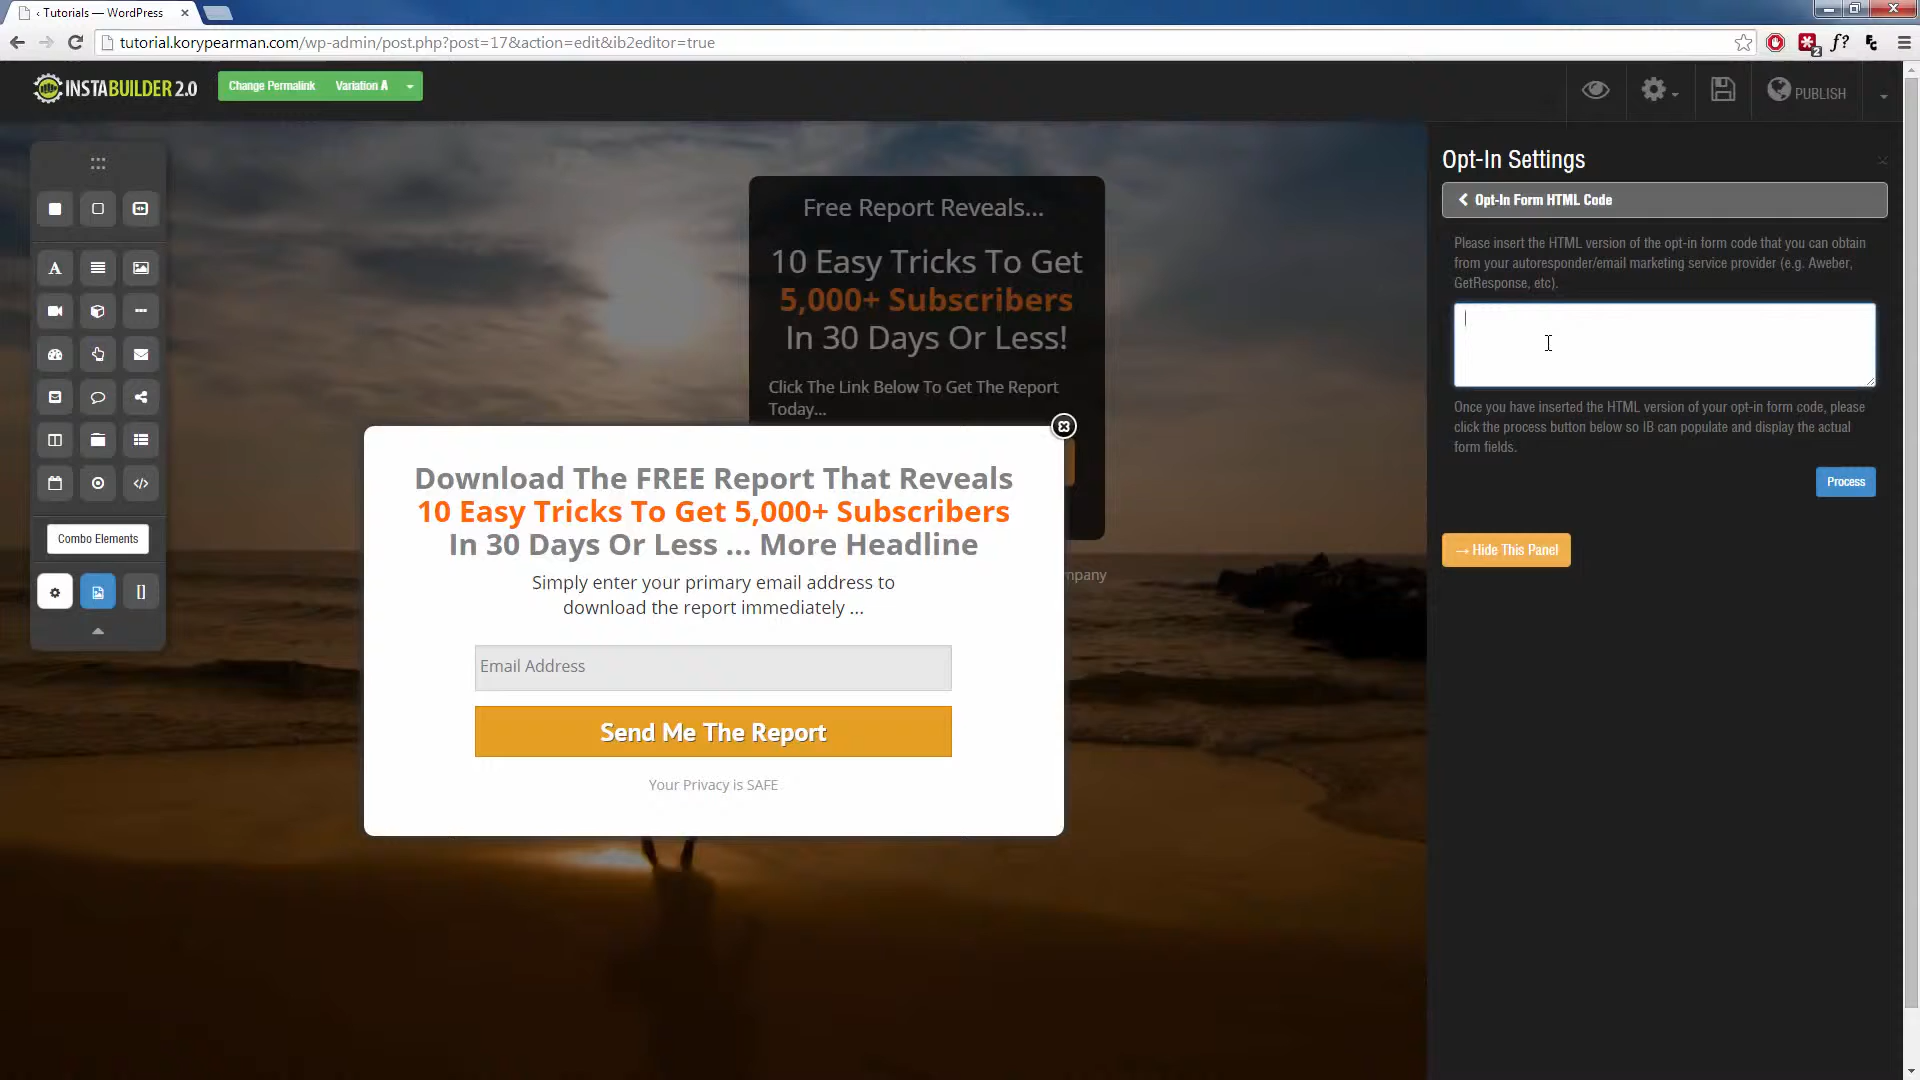 ‹ Tutorials — WordPress
tutorial.korypearman.com/wp-admin/post.php?post=17&action=edit&ib2editor=true
f?
2
INSTABUILDER 2.0
Change Permalink
Variation A
PUBLISH
Opt-In Settings
Opt-In Form HTML Code
Please insert the HTML version of the opt-in form code that you can obtain
from your autoresponder/email marketing service provider (e.g. Aweber,
GetResponse, etc).
Once you have inserted the HTML version of your opt-in form code, please
click the process button below so IB can populate and display the actual
form fields.
Process
→ Hide This Panel
Combo Elements
Free Report Reveals...
10 Easy Tricks To Get
5,000+ Subscribers
In 30 Days Or Less!
Click The Link Below To Get The Report
Today...
mpany
Download The FREE Report That Reveals
10 Easy Tricks To Get 5,000+ Subscribers
In 30 Days Or Less ... More Headline
Simply enter your primary email address to
download the report immediately ...
Email Address
Send Me The Report
Your Privacy is SAFE